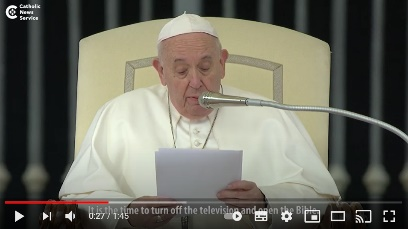 Catholic
News
Service
It is the time to turn off the television and open the Bible.
0:27 / 1:45